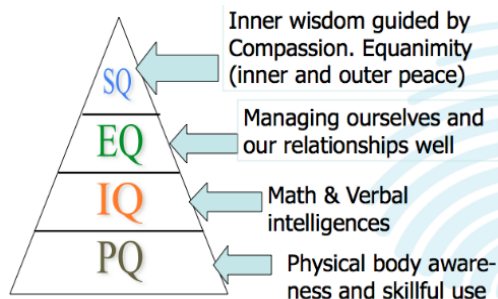 Inner wisdom guided by
Compassion. Equanimity
(inner and outer peace)
SQ
Managing ourselves and
our relationships well
EQ
IQ
Math & Verbal
intelligences
PQ
Physical body aware-
ness and skillful use